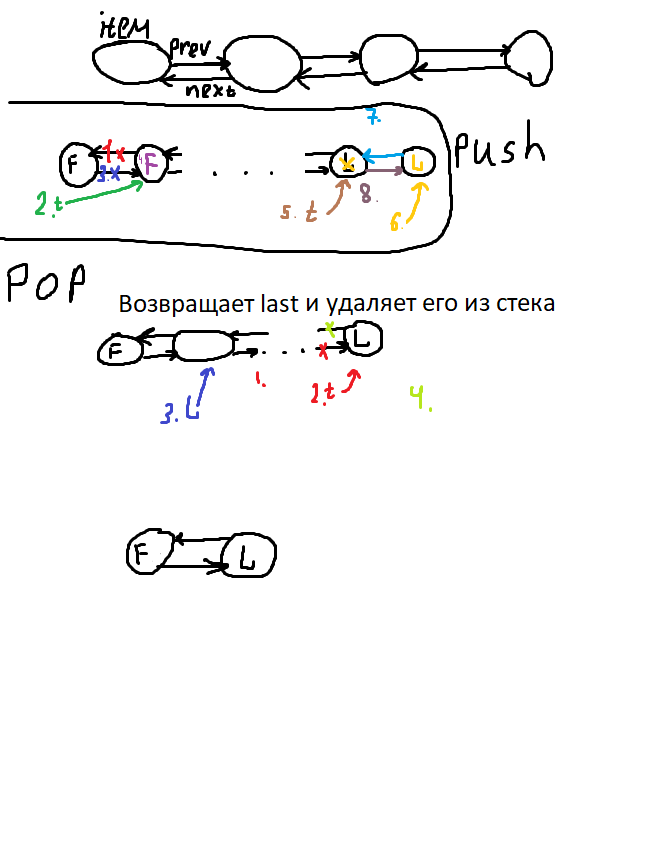 item
prev
next
7.
F 1.x F L L Push
3.x
2.t 5. t 8. 6.
POP
Возвращает last и удаляет его из стека
F x L
x
3. L 1. 2.t 4.
F L